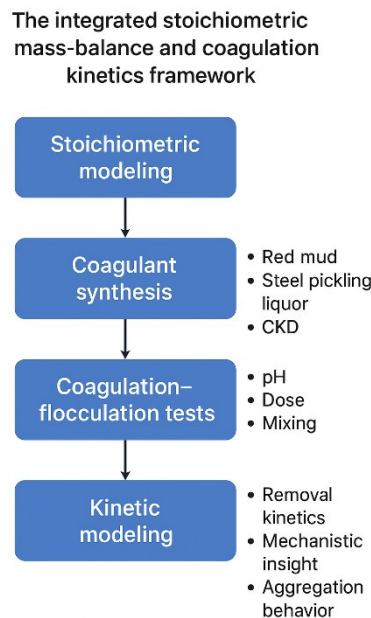 The integrated stoichiometric
mass-balance and coagulation
kinetics framework
Stoichiometric
modeling
Coagulant
synthesis
• Red mud
• Steel pickling
liquor
• CKD
Coagulation–
flocculation tests
• pH
• Dose
• Mixing
Kinetic
modeling
• Removal
kinetics
• Mechanistic
insight
• Aggregation
behavior